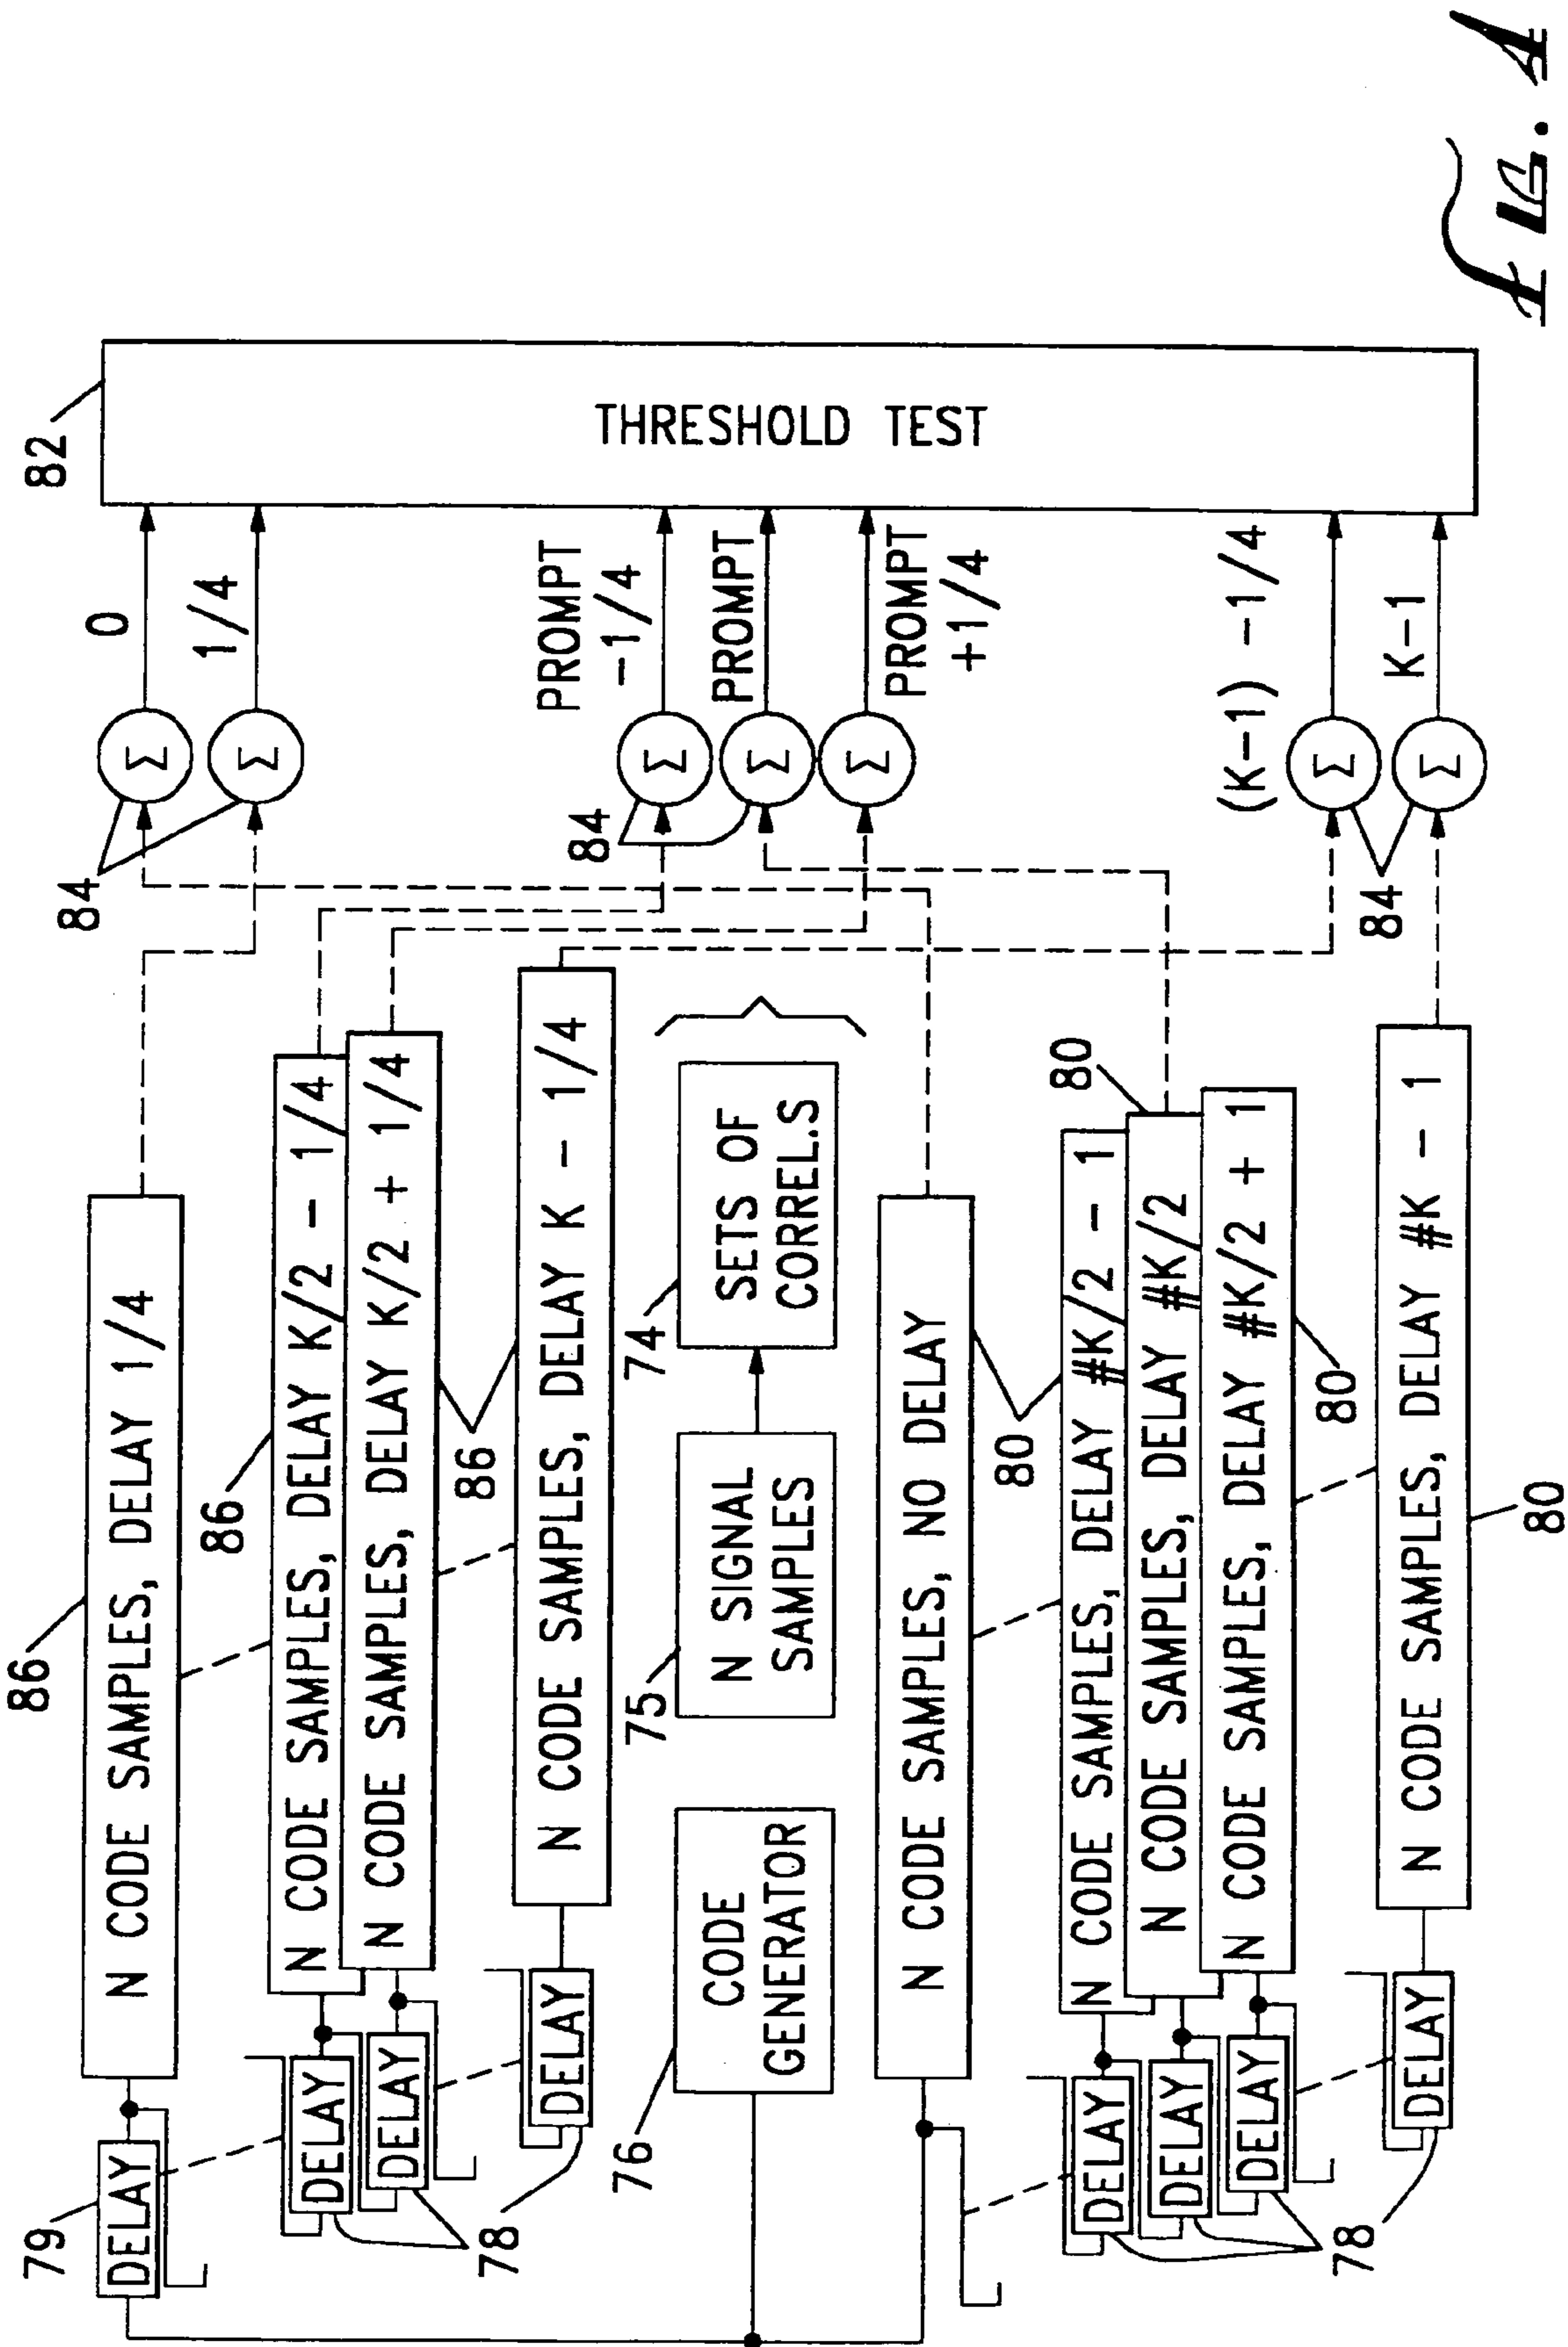 79
DELAY
86
N CODE SAMPLES, DELAY 1/4
84
Σ
0
Σ
1/4
82
THRESHOLD TEST
DELAY
86
N CODE SAMPLES, DELAY K/2 - 1/4
DELAY
N CODE SAMPLES, DELAY K/2 + 1/4
78
DELAY
86
N CODE SAMPLES, DELAY K - 1/4
84
Σ
PROMPT
-1/4
Σ
PROMPT
Σ
PROMPT
+1/4
76
CODE
GENERATOR
75
N SIGNAL
SAMPLES
74
SETS OF
CORREL.S
N CODE SAMPLES, NO DELAY
80
DELAY
N CODE SAMPLES, DELAY #K/2 - 1
80
DELAY
N CODE SAMPLES, DELAY #K/2
DELAY
N CODE SAMPLES, DELAY #K/2 + 1
80
78
DELAY
N CODE SAMPLES, DELAY #K - 1
80
84
Σ
(K-1) -1/4
Σ
K-1
FIG. 4